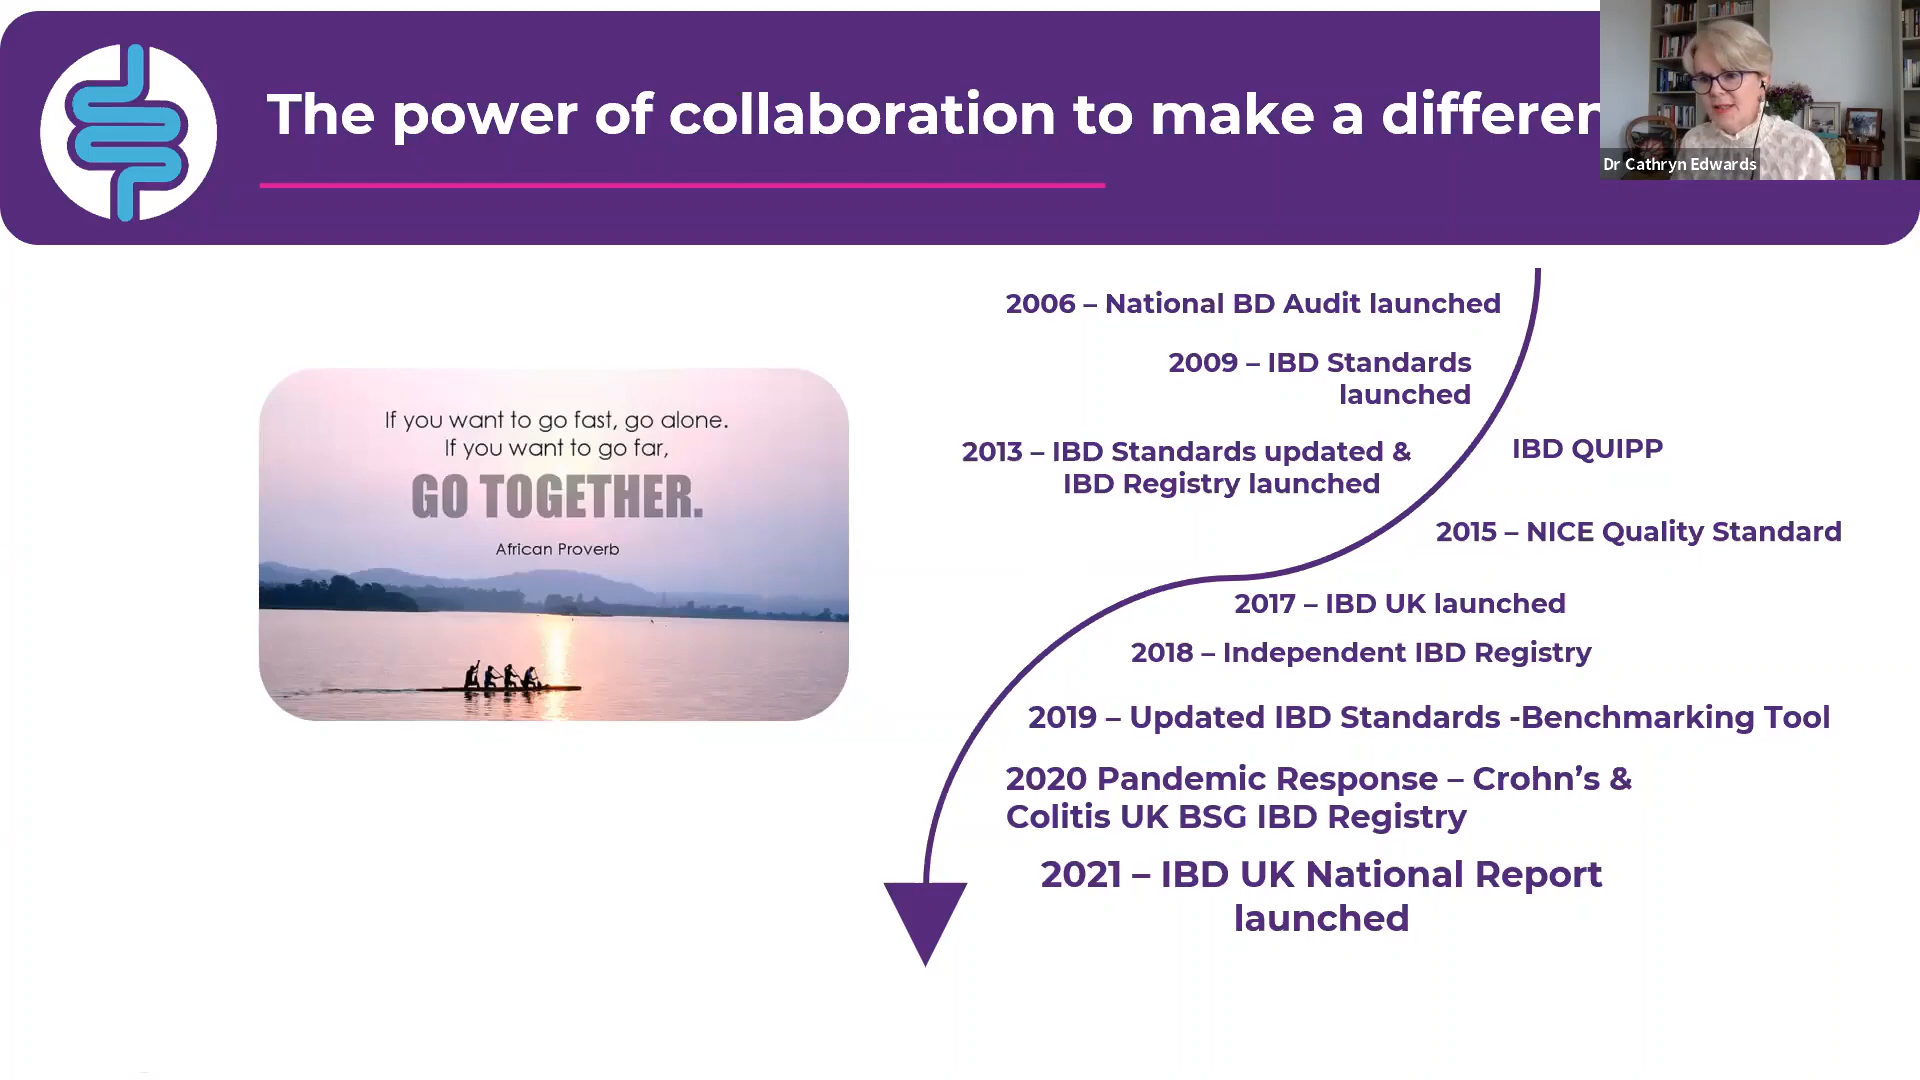 The power of collaboration to make a differen
Dr Cathryn Edwards
If you want to go fast, go alone.
If you want to go far,
GO TOGETHER.
African Proverb
2006 – National BD Audit launched
2009 – IBD Standards
launched
2013 – IBD Standards updated &
IBD Registry launched
IBD QUIPP
2015 – NICE Quality Standard
2017 – IBD UK launched
2018 – Independent IBD Registry
2019 – Updated IBD Standards -Benchmarking Tool
2020 Pandemic Response – Crohn’s &
Colitis UK BSG IBD Registry
2021 – IBD UK National Report
launched